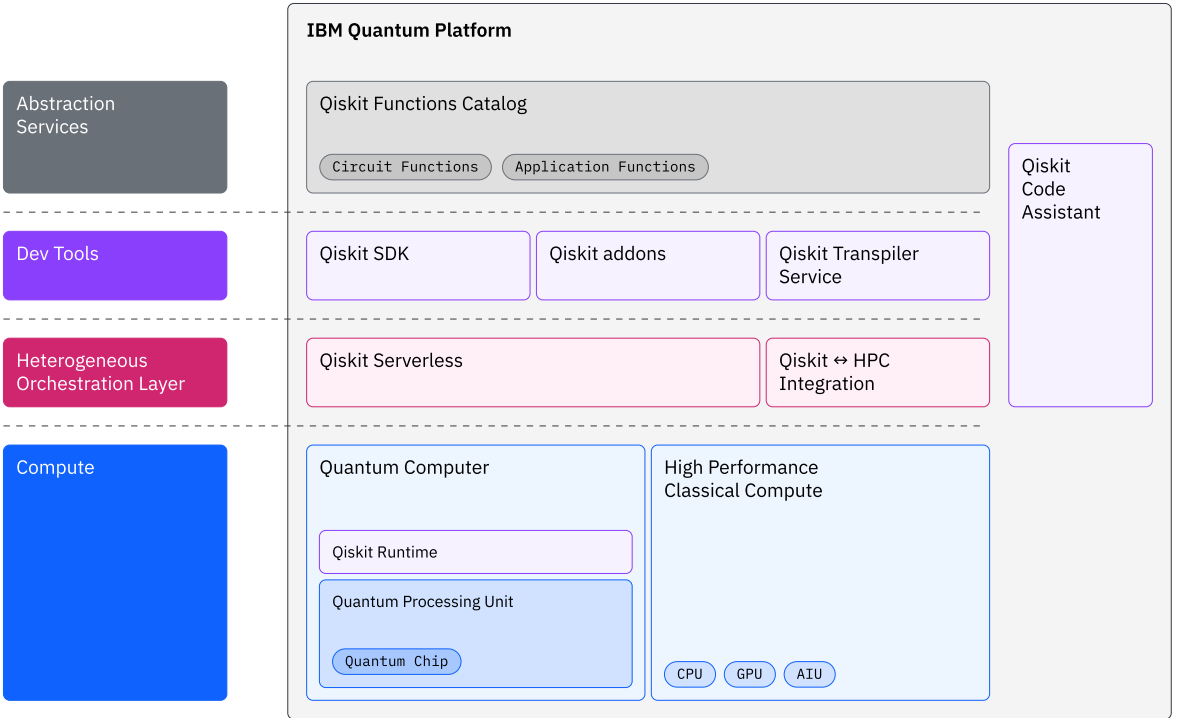 IBM Quantum Platform
Abstraction
Services
Qiskit Functions Catalog
Circuit Functions
Application Functions
Qiskit
Code
Assistant
Dev Tools
Qiskit SDK
Qiskit addons
Qiskit Transpiler
Service
Heterogeneous
Orchestration Layer
Qiskit Serverless
Qiskit ↔ HPC
Integration
Compute
Quantum Computer
Qiskit Runtime
Quantum Processing Unit
Quantum Chip
High Performance
Classical Compute
CPU
GPU
AIU